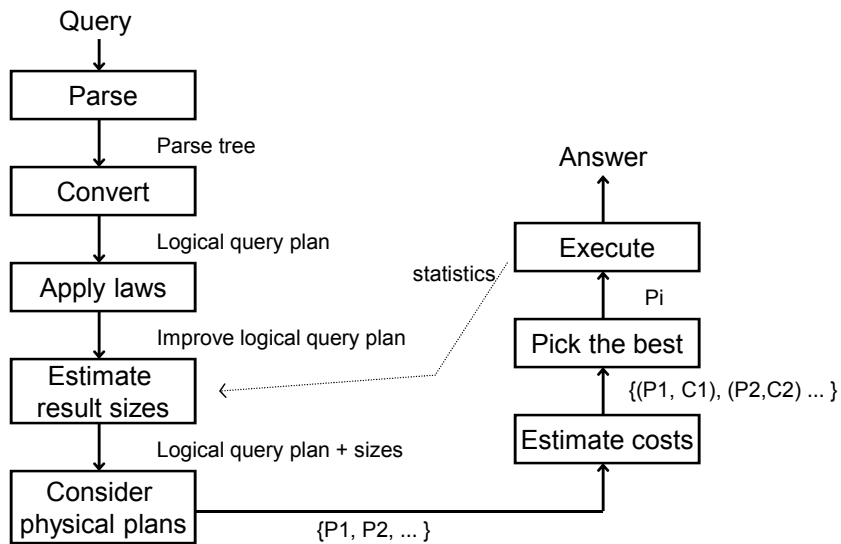 Query
Parse
Parse tree
Convert
Logical query plan
Apply laws
Improve logical query plan
Estimate
result sizes
Logical query plan + sizes
Consider
physical plans
{P1, P2, ... }
Estimate costs
{(P1, C1), (P2,C2) ... }
Pick the best
Pi
Execute
statistics
Answer